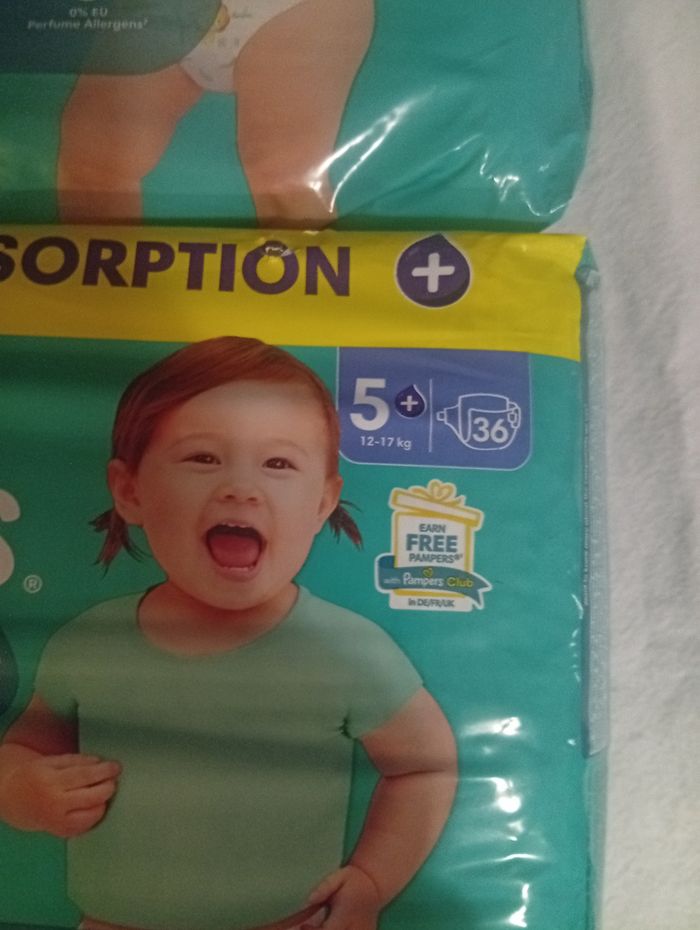 0% EU
Perfume Allergens²
SORPTION +
5+
12-17 kg
36
S
®
EARN
FREE
PAMPERS
with Pampers Club
in DE/FR/UK